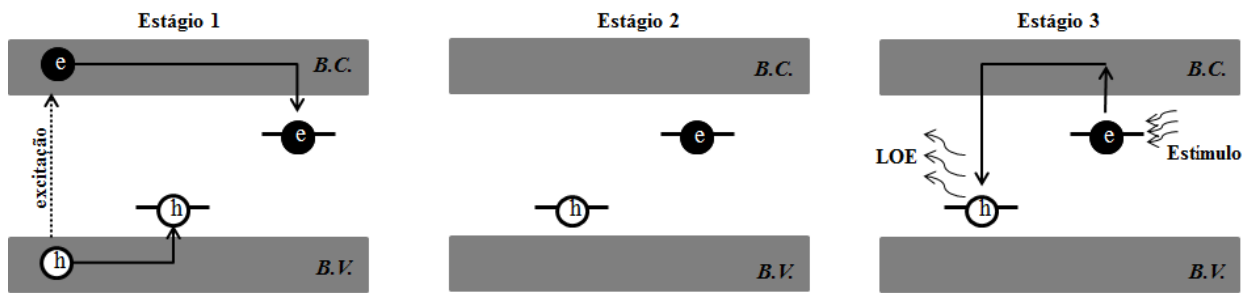 Estágio 1
e
B.C.
e
excitação
h
h
B.V.
Estágio 2
B.C.
e
h
B.V.
Estágio 3
B.C.
e
LOE
Estímulo
h
B.V.